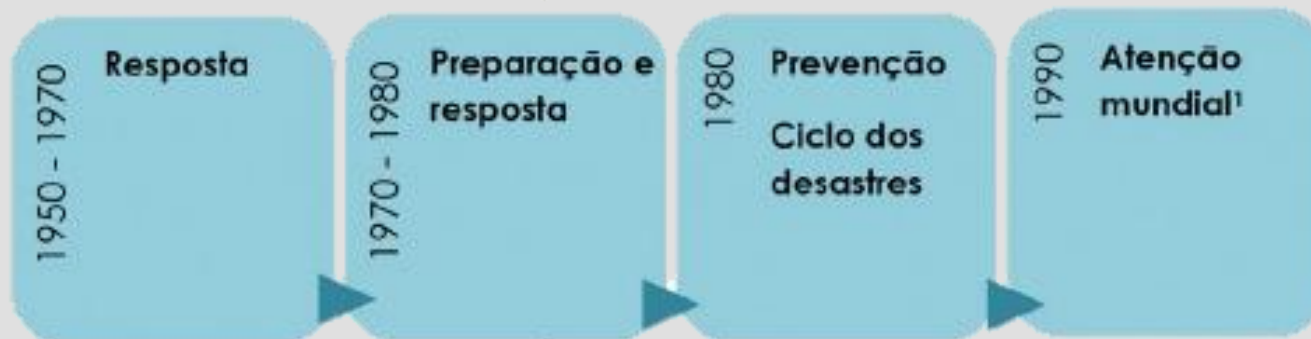 1950 - 1970
Resposta
1970 - 1980
Preparação e
resposta
1980
Prevenção
Ciclo dos
desastres
1990
Atenção
mundial¹